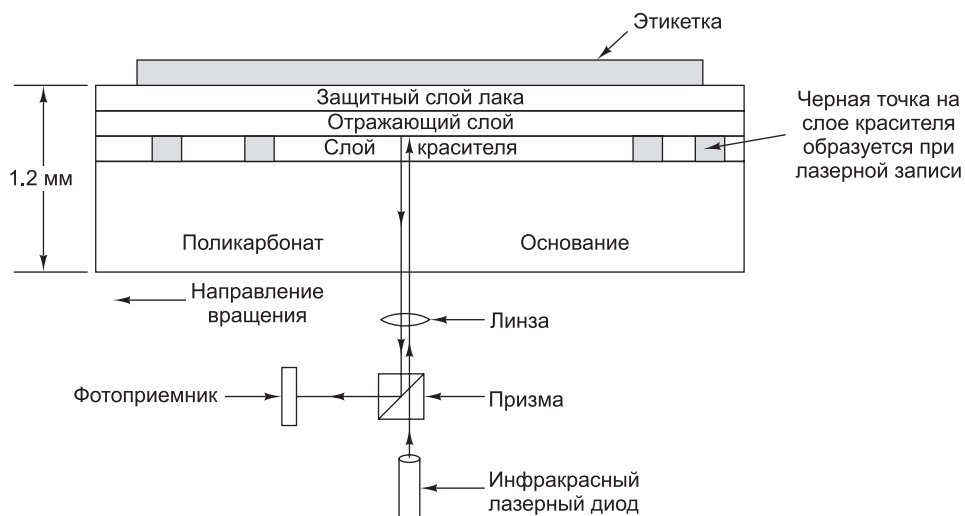 Этикетка
Защитный слой лака
Отражающий слой
Слой красителя
Черная точка на
слое красителя
образуется при
лазерной записи
1.2 мм
Поликарбонат
Основание
Направление
вращения
Линза
Фотоприемник
Призма
Инфракрасный
лазерный диод